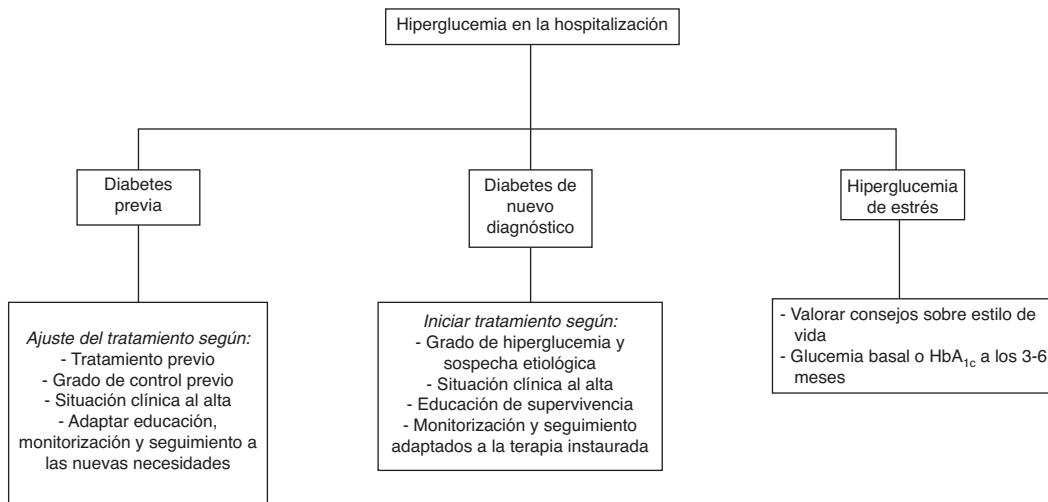 Hiperglucemia en la hospitalización
Diabetes
previa
Diabetes de
nuevo
diagnóstico
Hiperglucemia
de estrés
Ajuste del tratamiento según:
- Tratamiento previo
- Grado de control previo
- Situación clínica al alta
- Adaptar educación,
monitorización y seguimiento a
las nuevas necesidades
Iniciar tratamiento según:
- Grado de hiperglucemia y
sospecha etiológica
- Situación clínica al alta
- Educación de supervivencia
- Monitorización y seguimiento
adaptados a la terapia instaurada
- Valorar consejos sobre estilo de
vida
- Glucemia basal o HbA1c a los 3-6
meses